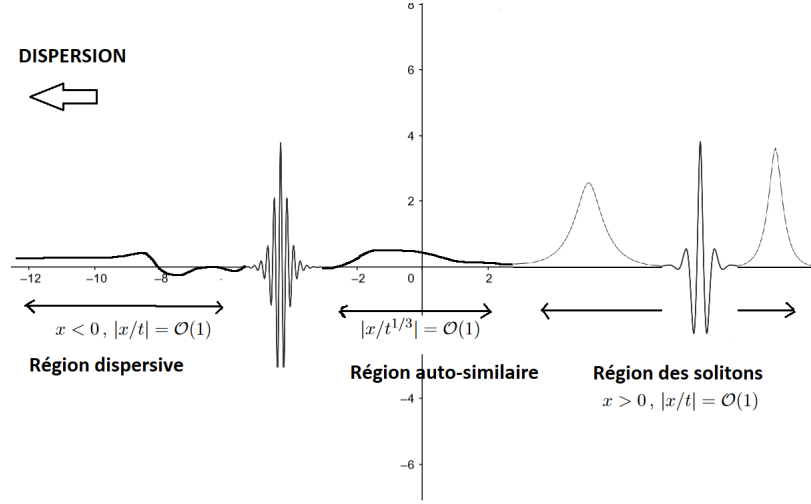 8
DISPERSION
6
4
2
-12
-10
-8
-2
0
2
x < 0 , |x/t| = O(1)
|x/t^{1/3}| = O(1)
Région dispersive
Région auto-similaire
Région des solitons
x > 0 , |x/t| = O(1)
-4
-6